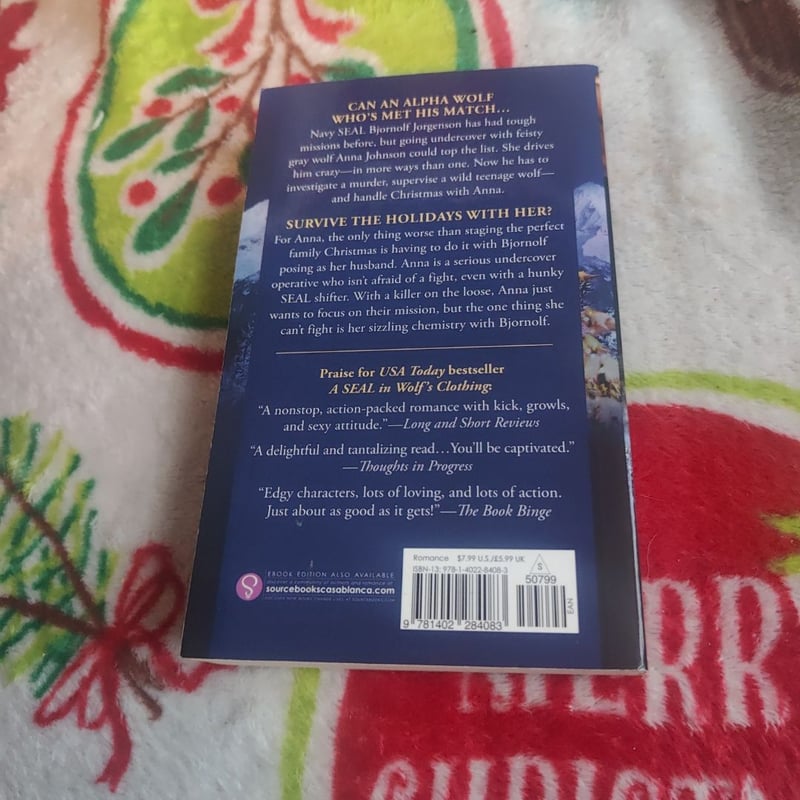 CAN AN ALPHA WOLF
WHO'S MET HIS MATCH...
Navy SEAL Bjornolf Jorgenson has had tough
missions before, but going undercover with feisty
gray wolf Anna Johnson could top the list. She drives
him crazy—in more ways than one. Now he has to
investigate a murder, supervise a wild teenage wolf—
and handle Christmas with Anna.
SURVIVE THE HOLIDAYS WITH HER?
For Anna, the only thing worse than staging the perfect
family Christmas is having to do it with Bjornolf
posing as her husband. Anna is a serious undercover
operative who isn't afraid of a fight, even with a hunky
SEAL shifter. With a killer on the loose, Anna just
wants to focus on their mission, but the one thing she
can't fight is her sizzling chemistry with Bjornolf.
Praise for USA Today bestseller
A SEAL in Wolf's Clothing:
“A nonstop, action-packed romance with kick, growls,
and sexy attitude.”—Long and Short Reviews
“A delightful and tantalizing read...You'll be captivated.”
—Thoughts in Progress
“Edgy characters, lots of loving, and lots of action.
Just about as good as it gets!”—The Book Binge
Romance $7.99 U.S./£5.99 UK
ISBN-13: 978-1-4022-8408-3
S
50799
EAN
9 781402 284083
EBOOK EDITION ALSO AVAILABLE
discover a community of authors and romance at
sourcebookscasablanca.com
MERR
CHRIST